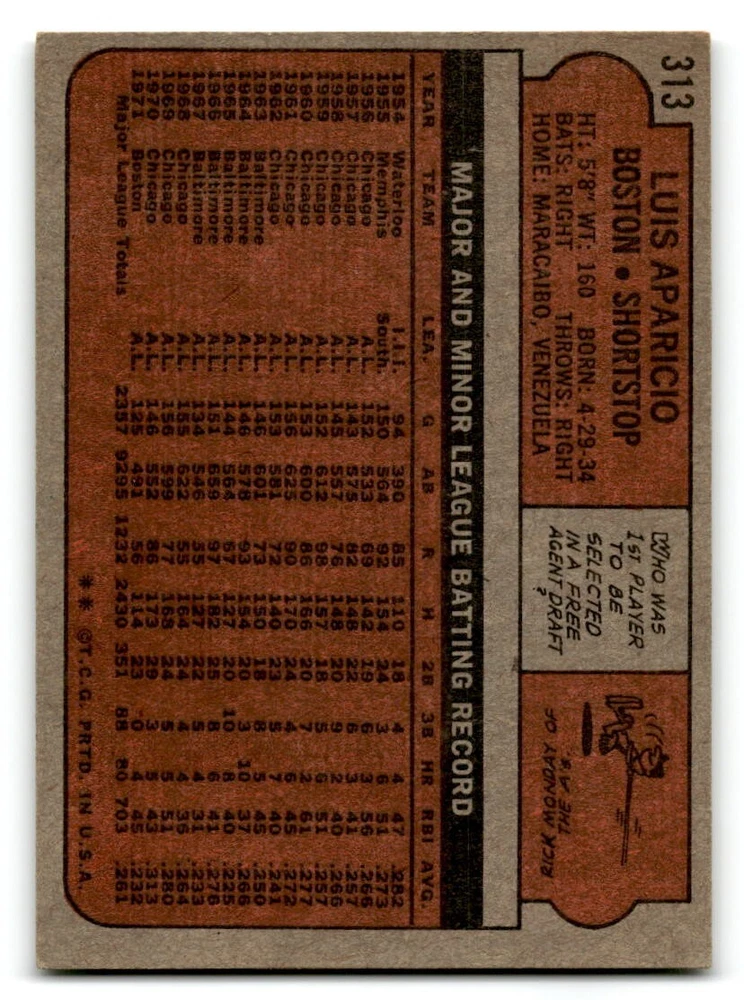 313
LUIS APARICIO
BOSTON • SHORTSTOP
HT: 5'8" WT: 160 BORN: 4-29-34
BATS: RIGHT THROWS: RIGHT
HOME: MARACAIBO, VENEZUELA
WHO WAS
1ST PLAYER
TO BE
SELECTED
IN A FREE
AGENT DRAFT
?
RICK MONDAY OF
THE A's.
MAJOR AND MINOR LEAGUE BATTING RECORD
YEAR TEAM LEA. G AB R H 2B 3B HR RBI AVG.
1954 Waterloo I.I.I. 94 390 85 110 18 4 4 47 .282
1955 Memphis South. 150 564 92 154 24 3 6 51 .273
1956 Chicago A.L. 152 533 69 142 19 6 3 56 .266
1957 Chicago A.L. 143 575 82 148 22 6 3 41 .257
1958 Chicago A.L. 145 557 76 148 20 9 2 40 .266
1959 Chicago A.L. 152 612 98 157 18 5 6 51 .257
1960 Chicago A.L. 153 600 86 166 20 7 2 61 .277
1961 Chicago A.L. 156 625 90 170 24 4 6 45 .272
1962 Chicago A.L. 153 581 72 140 23 5 7 40 .241
1963 Baltimore A.L. 146 601 73 150 18 8 5 45 .250
1964 Baltimore A.L. 146 578 93 154 20 3 10 37 .266
1965 Baltimore A.L. 144 564 67 127 20 10 8 40 .225
1966 Baltimore A.L. 151 659 97 182 25 8 6 41 .276
1967 Baltimore A.L. 134 546 55 127 22 5 4 31 .233
1968 Chicago A.L. 155 622 55 164 24 4 4 36 .264
1969 Chicago A.L. 156 599 77 168 24 5 5 51 .280
1970 Chicago A.L. 146 552 86 173 29 3 5 43 .313
1971 Boston A.L. 125 491 56 114 23 0 4 45 .232
Major League Totals 2357 9295 1232 2430 351 88 80 703 .261
** ©T.C.G. PRTD. IN U.S.A.